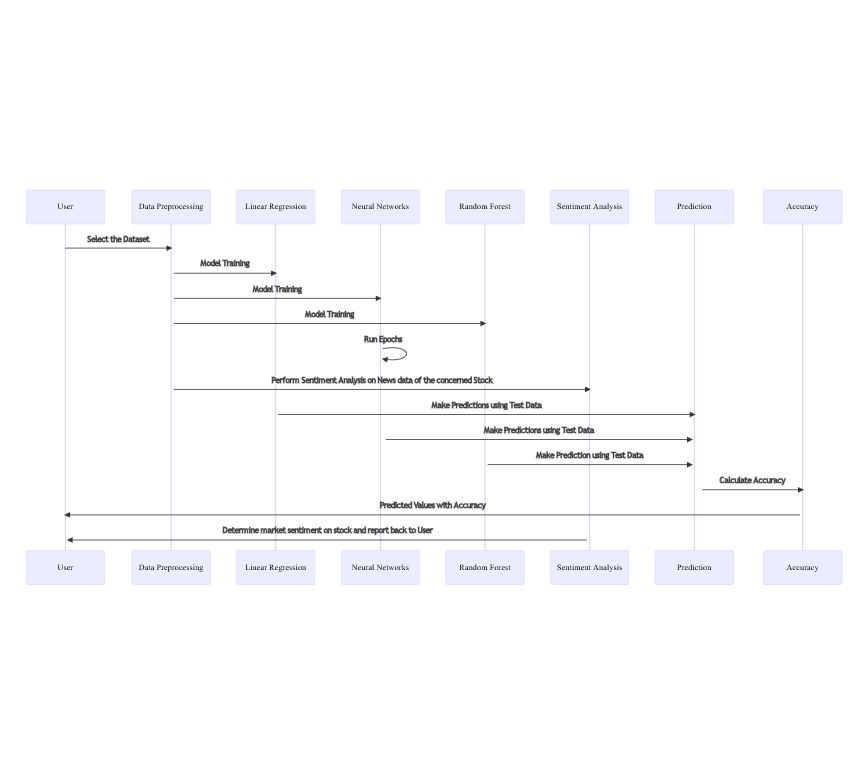 User
Data Preprocessing
Linear Regression
Neural Networks
Random Forest
Sentiment Analysis
Prediction
Accuracy
Select the Dataset
Model Training
Model Training
Model Training
Run Epochs
Perform Sentiment Analysis on News data of the concerned Stock
Make Predictions using Test Data
Make Predictions using Test Data
Make Prediction using Test Data
Calculate Accuracy
Predicted Values with Accuracy
Determine market sentiment on stock and report back to User
User
Data Preprocessing
Linear Regression
Neural Networks
Random Forest
Sentiment Analysis
Prediction
Accuracy